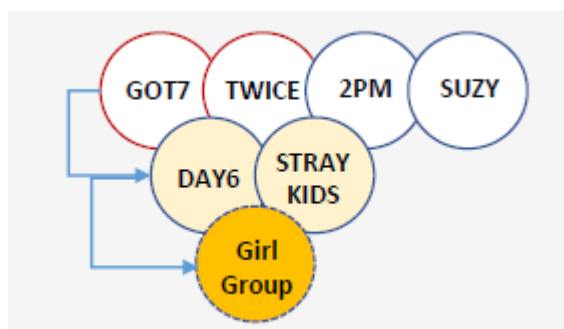 GOT7 TWICE 2PM SUZY
DAY6 STRAY
KIDS
Girl
Group